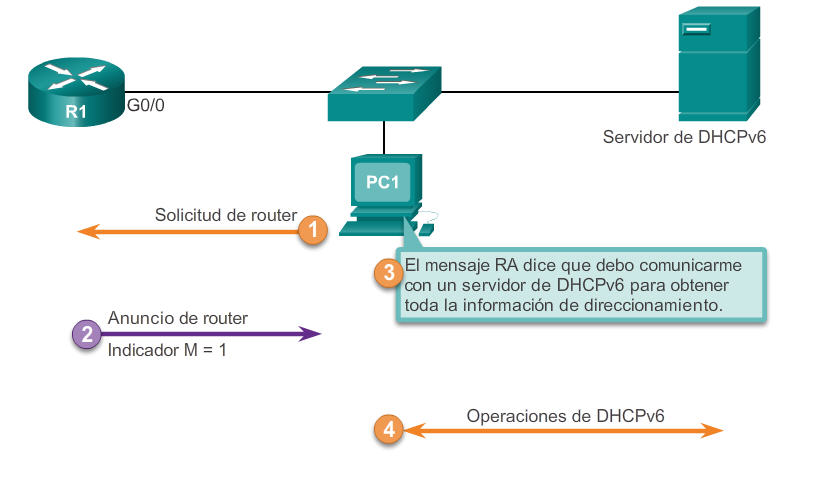 R1
G0/0
Servidor de DHCPv6
PC1
Solicitud de router
1
3
El mensaje RA dice que debo comunicarme
con un servidor de DHCPv6 para obtener
toda la información de direccionamiento.
2
Anuncio de router
Indicador M = 1
4
Operaciones de DHCPv6